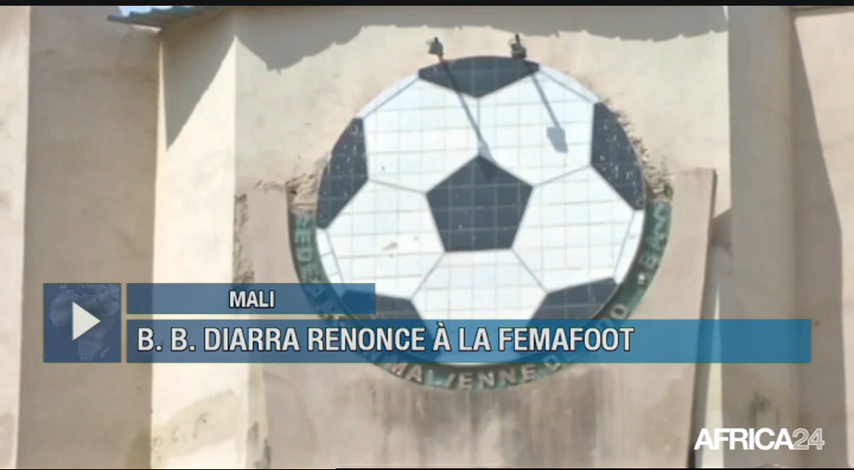 MALI
B. B. DIARRA RENONCE À LA FEMAFOOT
MALIENNE
AFRICA24